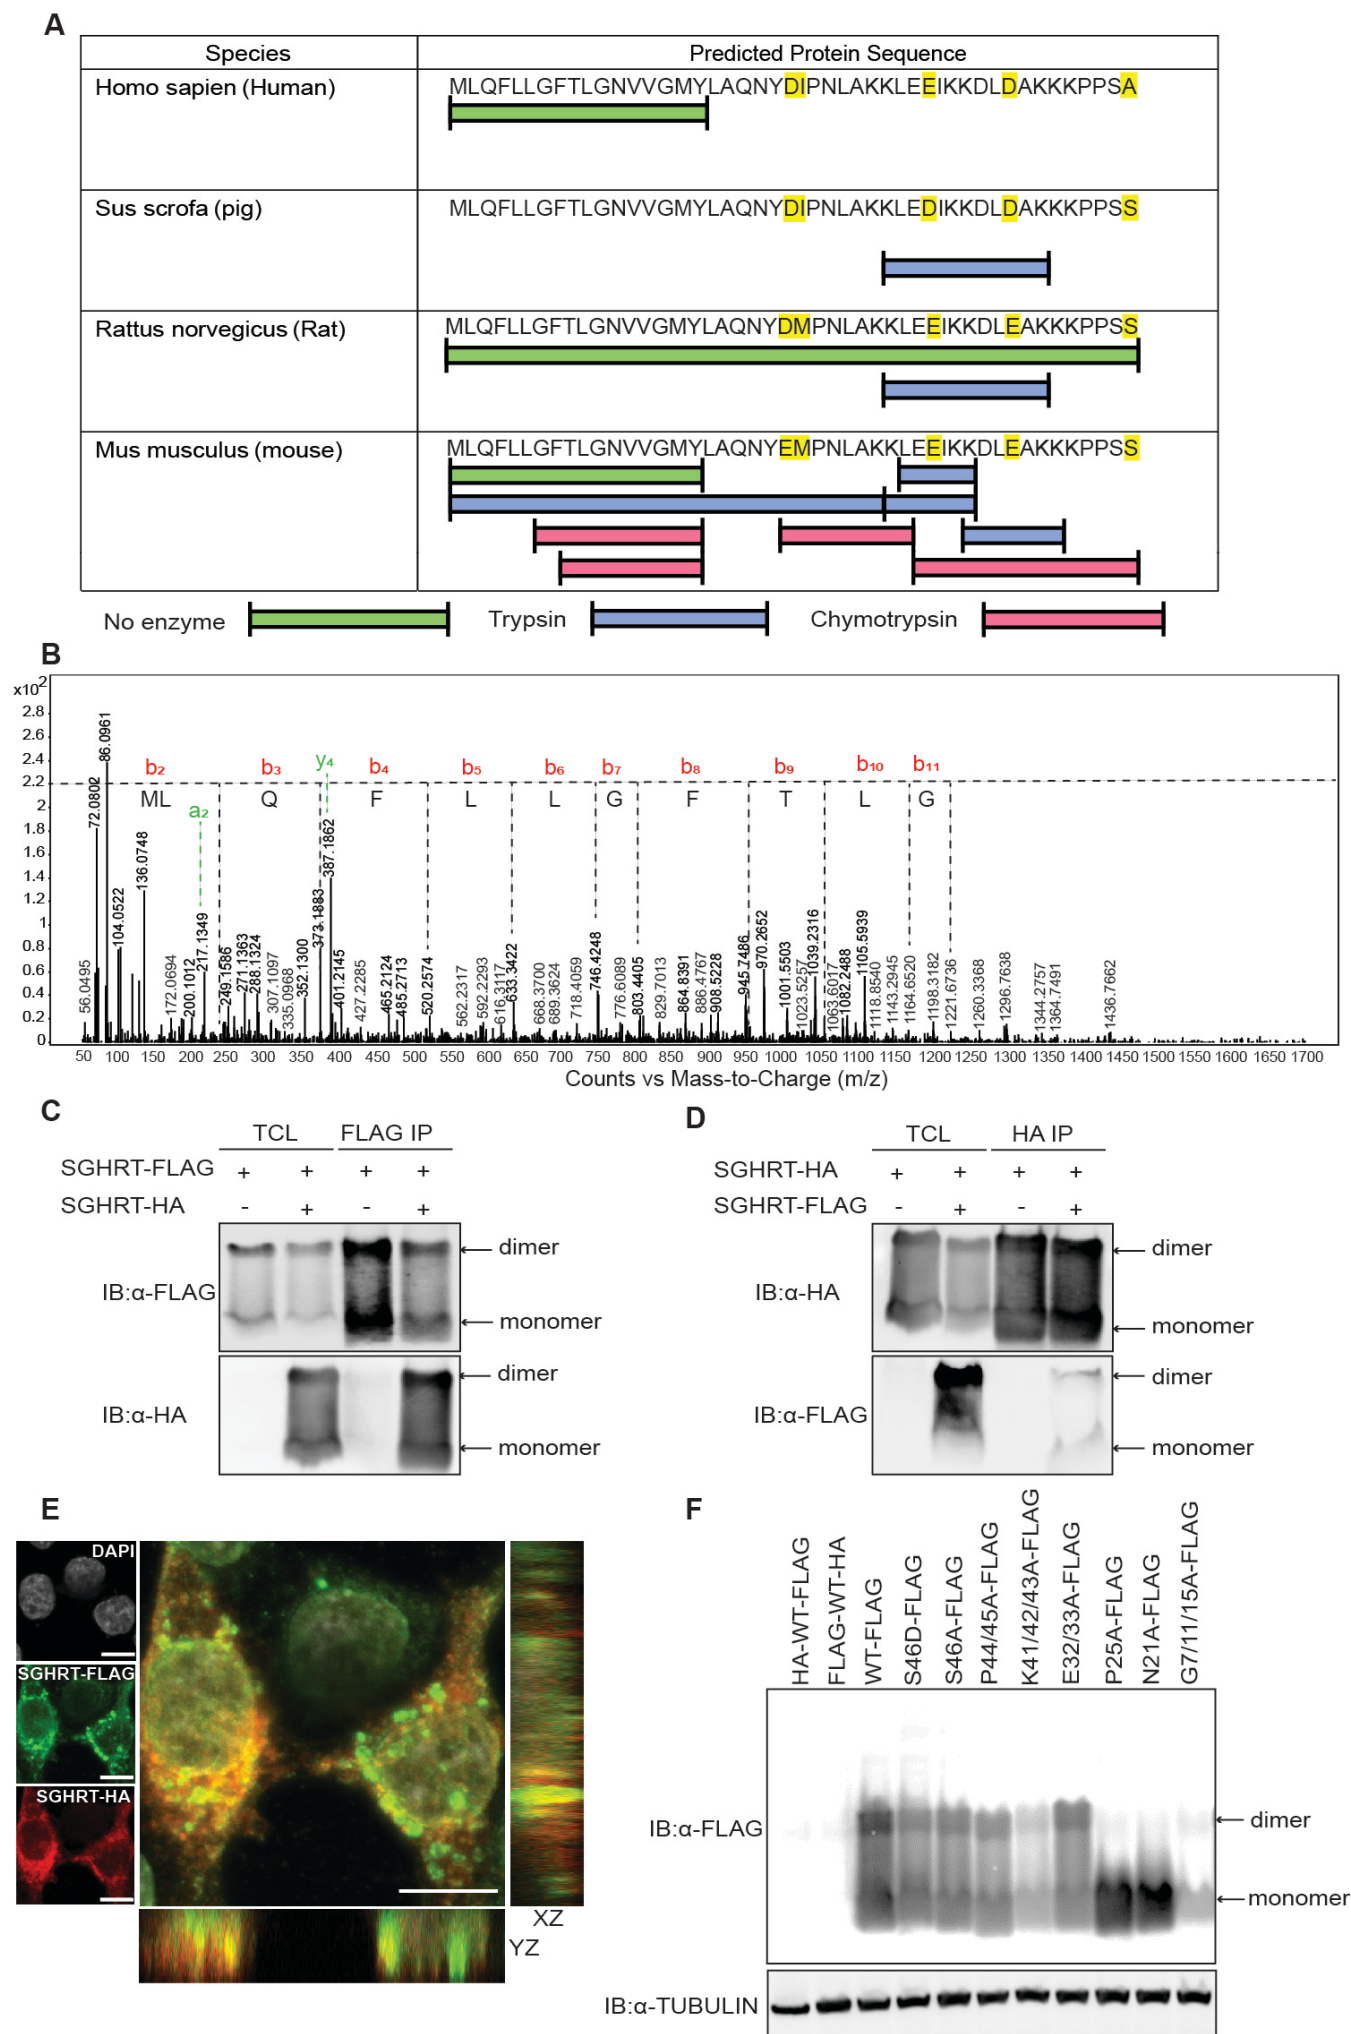 A
Species
Predicted Protein Sequence
Homo sapien (Human)
MLQFLLGFTLGNVVGMYLAQNYDIPNLAKKLEEIKKDLDAKKKPPSA
Sus scrofa (pig)
MLQFLLGFTLGNVVGMYLAQNYDIPNLAKKLEDIKKDLDAKKKPPSS
Rattus norvegicus (Rat)
MLQFLLGFTLGNVVGMYLAQNYDMPNLAKKLEEIKKDLEAKKKPPSS
Mus musculus (mouse)
MLQFLLGFTLGNVVGMYLAQNYEMPNLAKKLEEIKKDLEAKKKPPSS
No enzyme
Trypsin
Chymotrypsin
B
x10²
2.8
2.6
2.4
2.2
2
1.8
1.6
1.4
1.2
1
0.8
0.6
0.4
0.2
0
b₂ b₃ y₄ b₄ b₅ b₆ b₇ b₈ b₉ b₁₀ b₁₁
ML Q F L L G F T L G
a₂
56.0495
72.0802
86.0961
104.0522
136.0748
172.0694
200.1012
217.1349
249.1586
271.1363
288.1324
307.1097
335.0968
352.1300
373.1883
387.1862
401.2145
427.2285
465.2124
485.2713
520.2574
562.2317
592.2293
616.3117
633.3422
668.3700
689.3624
718.4059
746.4248
776.6089
803.4405
829.7013
864.8391
886.4767
908.5228
945.7486
970.2652
1001.5503
1023.5257
1039.2316
1063.6017
1082.2488
1105.5939
1118.8540
1143.2945
1164.6520
1198.3182
1221.6736
1260.3368
1296.7638
1344.2757
1364.7491
1436.7662
50 100 150 200 250 300 350 400 450 500 550 600 650 700 750 800 850 900 950 1000 1050 1100 1150 1200 1250 1300 1350 1400 1450 1500 1550 1600 1650 1700
Counts vs Mass-to-Charge (m/z)
C
TCL FLAG IP
SGHRT-FLAG + + + +
SGHRT-HA - + - +
IB:α-FLAG
dimer
monomer
IB:α-HA
dimer
monomer
D
TCL HA IP
SGHRT-HA + + + +
SGHRT-FLAG - + - +
IB:α-HA
dimer
monomer
IB:α-FLAG
dimer
monomer
E
DAPI
SGHRT-FLAG
SGHRT-HA
XZ
YZ
F
HA-WT-FLAG
FLAG-WT-HA
WT-FLAG
S46D-FLAG
S46A-FLAG
P44/45A-FLAG
K41/42/43A-FLAG
E32/33A-FLAG
P25A-FLAG
N21A-FLAG
G7/11/15A-FLAG
IB:α-FLAG
dimer
monomer
IB:α-TUBULIN